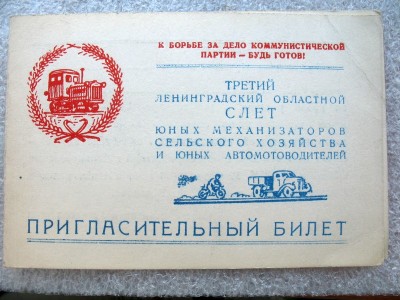 К БОРЬБЕ ЗА ДЕЛО КОММУНИСТИЧЕСКОЙ
ПАРТИИ — БУДЬ ГОТОВ!
ТРЕТИЙ
ЛЕНИНГРАДСКИЙ ОБЛАСТНОЙ
СЛЕТ
ЮНЫХ МЕХАНИЗАТОРОВ
СЕЛЬСКОГО ХОЗЯЙСТВА
И ЮНЫХ АВТОМОТОВОДИТЕЛЕЙ
ПРИГЛАСИТЕЛЬНЫЙ БИЛЕТ